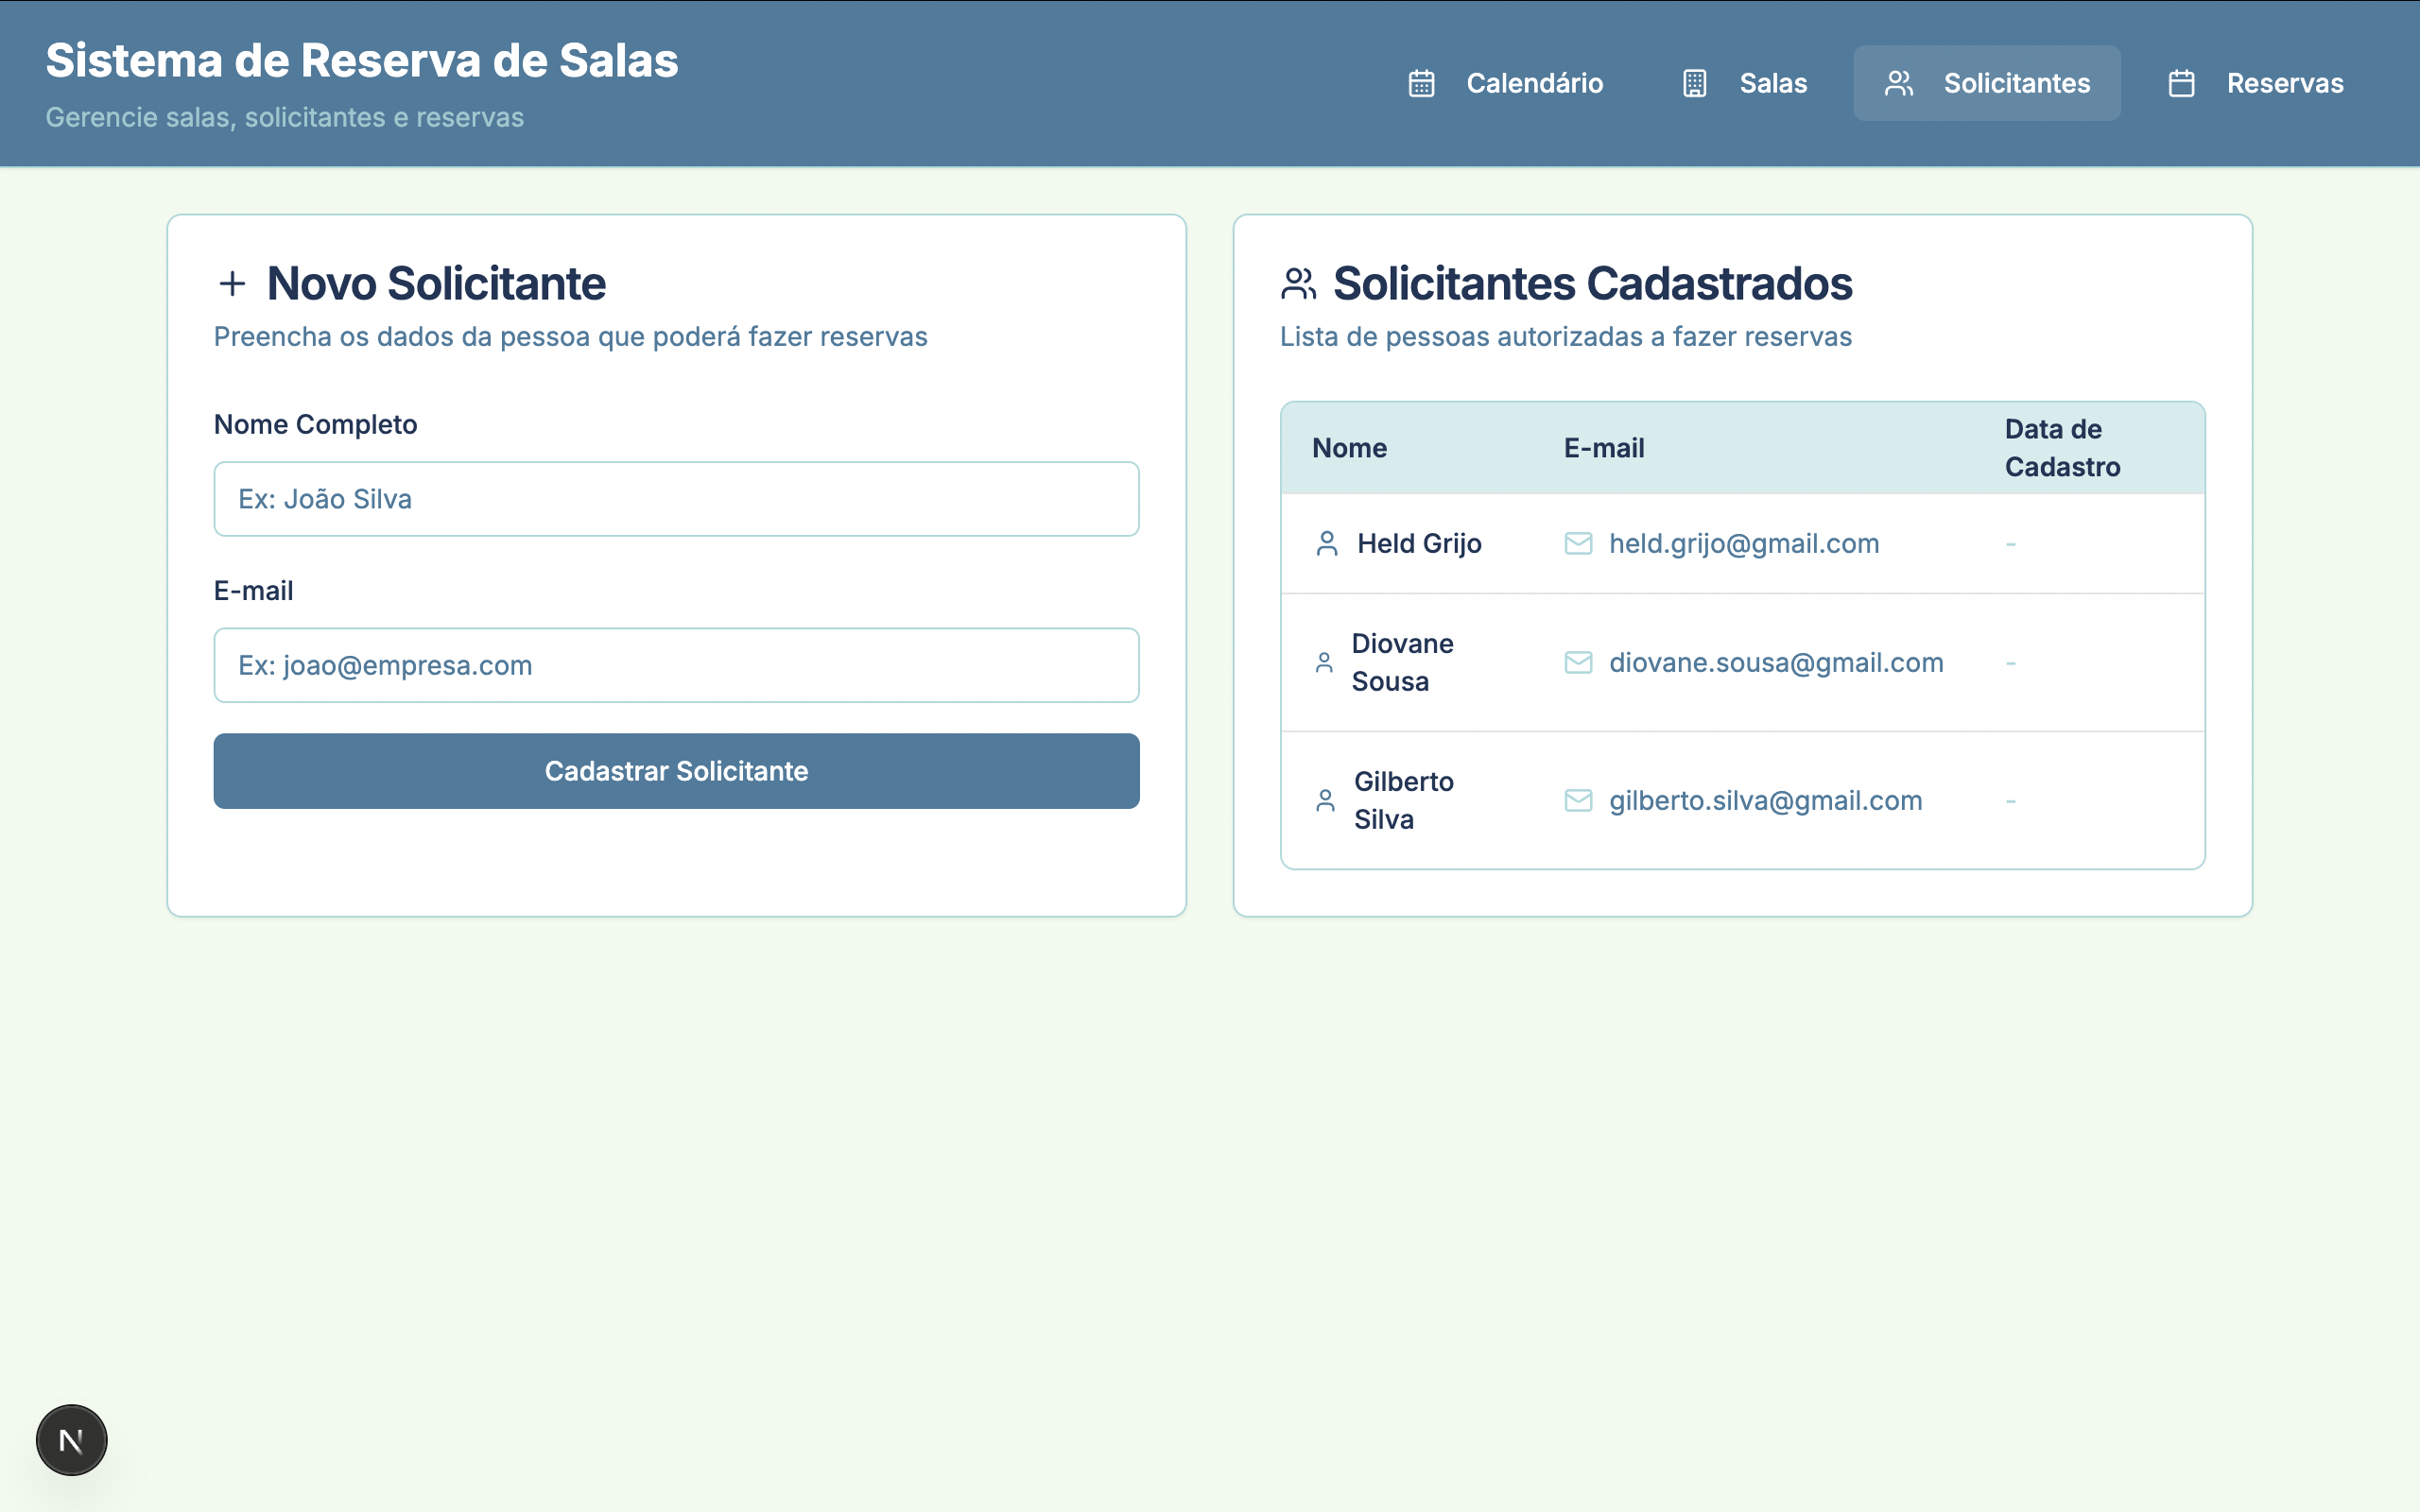 Sistema de Reserva de Salas
Gerencie salas, solicitantes e reservas
Calendário
Salas
Solicitantes
Reservas
Novo Solicitante
Preencha os dados da pessoa que poderá fazer reservas
Nome Completo
Ex: João Silva
E-mail
Ex: joao@empresa.com
Cadastrar Solicitante
Solicitantes Cadastrados
Lista de pessoas autorizadas a fazer reservas
Nome E-mail Data de
Cadastro
Held Grijo held.grijo@gmail.com -
Diovane
Sousa diovane.sousa@gmail.com -
Gilberto
Silva gilberto.silva@gmail.com -
N